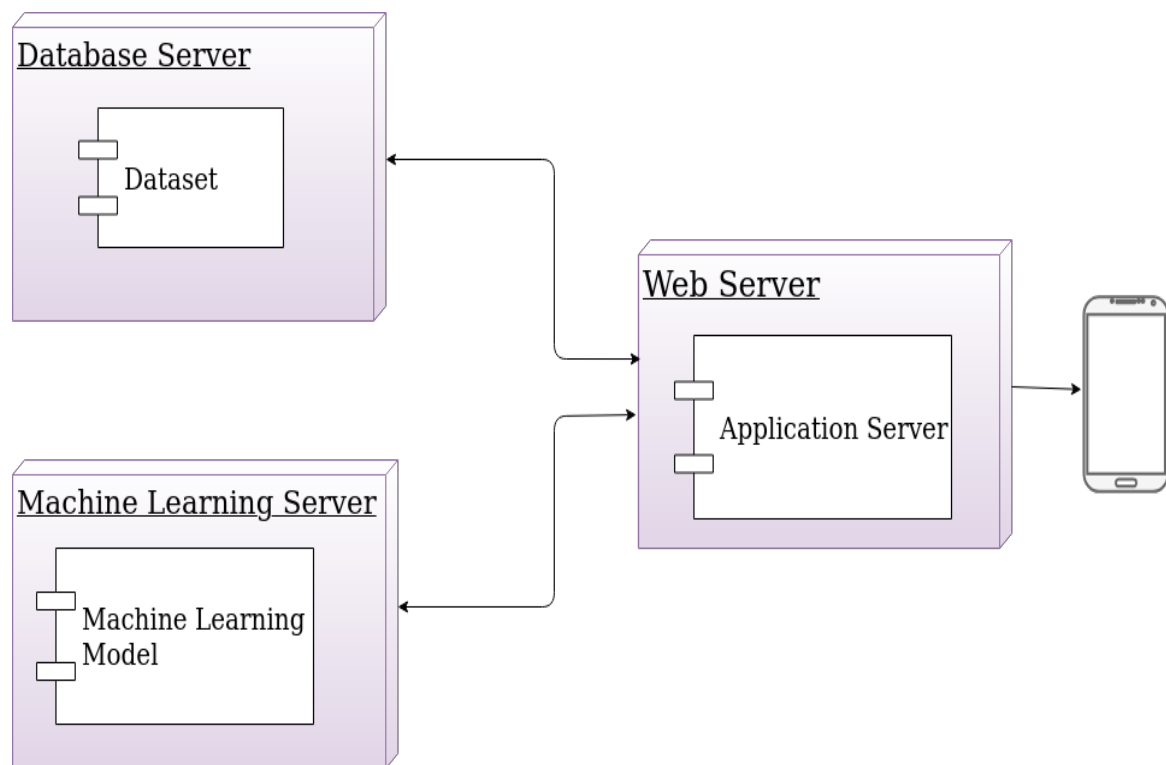 Database Server
Dataset
Web Server
Application Server
Machine Learning Server
Machine Learning
Model